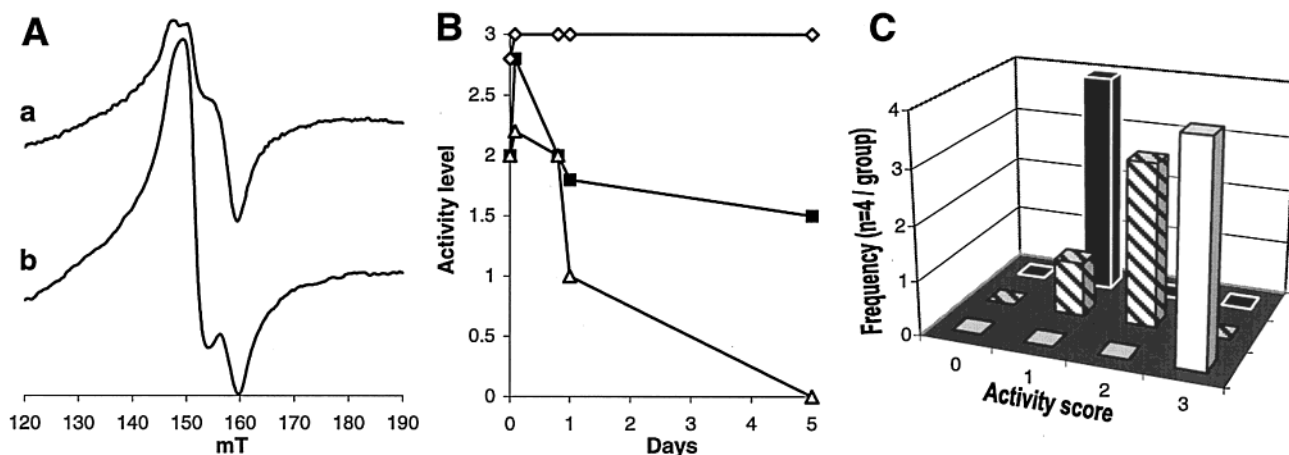 A
a
b
120 130 140 150 160 170 180 190
mT
B
Activity level
3
2.5
2
1.5
1
0.5
0
0 1 2 3 4 5
Days
C
Frequency (n=4 / group)
4
3
2
1
0
0 1 2 3
Activity score